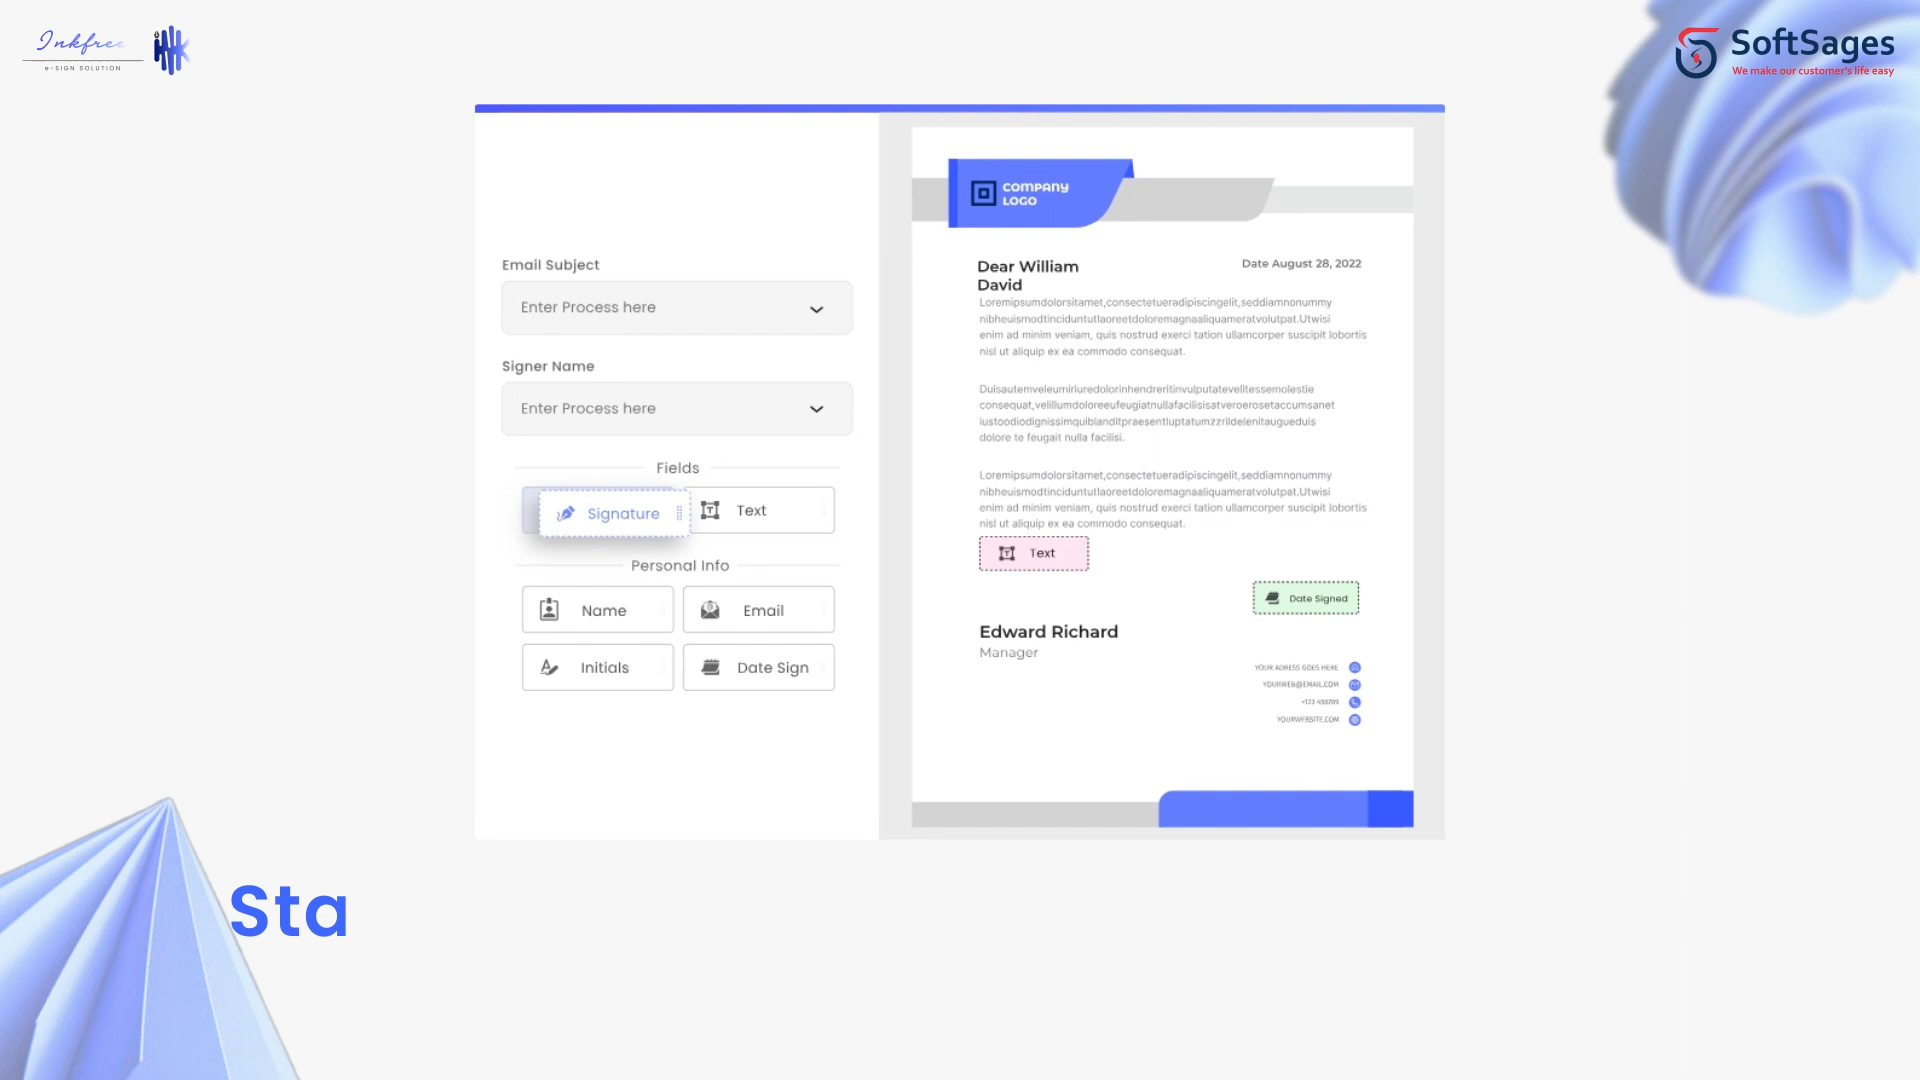 Inkfree
e-SIGN SOLUTION
SoftSages
We make our customer's life easy
Email Subject
Enter Process here
Signer Name
Enter Process here
Fields
Signature
Text
Personal Info
Name
Email
Initials
Date Sign
COMPANY
LOGO
Dear William
David
Date August 28, 2022
Loremipsumdolorsitamet,consectetueradipiscingelit,seddiamnonummy
nibheuismodtinciduntutlaoreetdoloremagnaaliquameratvolutpat.Utwisi
enim ad minim veniam, quis nostrud exerci tation ullamcorper suscipit lobortis
nisl ut aliquip ex ea commodo consequat.
Duisautemveleumiriuredolorinhendreritinvulputatevelitessemolestie
consequat,velillumdoloreeufeugiatnullafacilisisatveroerosetaccumsanet
iustoodiodignissimquiblanditpraesentluptatumzzrildelenitaugueduis
dolore te feugait nulla facilisi.
Loremipsumdolorsitamet,consectetueradipiscingelit,seddiamnonummy
nibheuismodtinciduntutlaoreetdoloremagnaaliquameratvolutpat.Utwisi
enim ad minim veniam, quis nostrud exerci tation ullamcorper suscipit lobortis
nisl ut aliquip ex ea commodo consequat.
Text
Date Signed
Edward Richard
Manager
YOUR ADRESS GOES HERE
YOURWEB@EMAIL.COM
+123 456789
YOURWEBSITE.COM
Sta